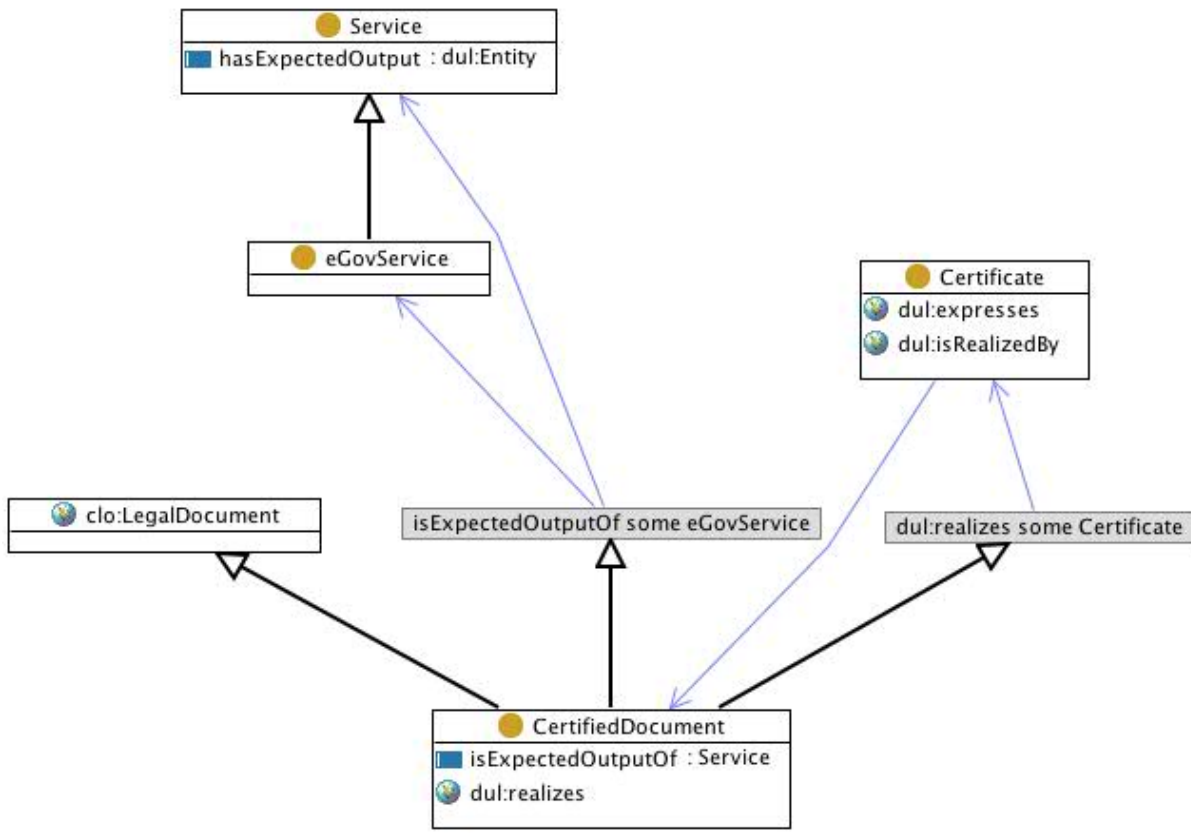 Service
hasExpectedOutput : dul:Entity
eGovService
Certificate
dul:expresses
dul:isRealizedBy
clo:LegalDocument
isExpectedOutputOf some eGovService
dul:realizes some Certificate
CertifiedDocument
isExpectedOutputOf : Service
dul:realizes